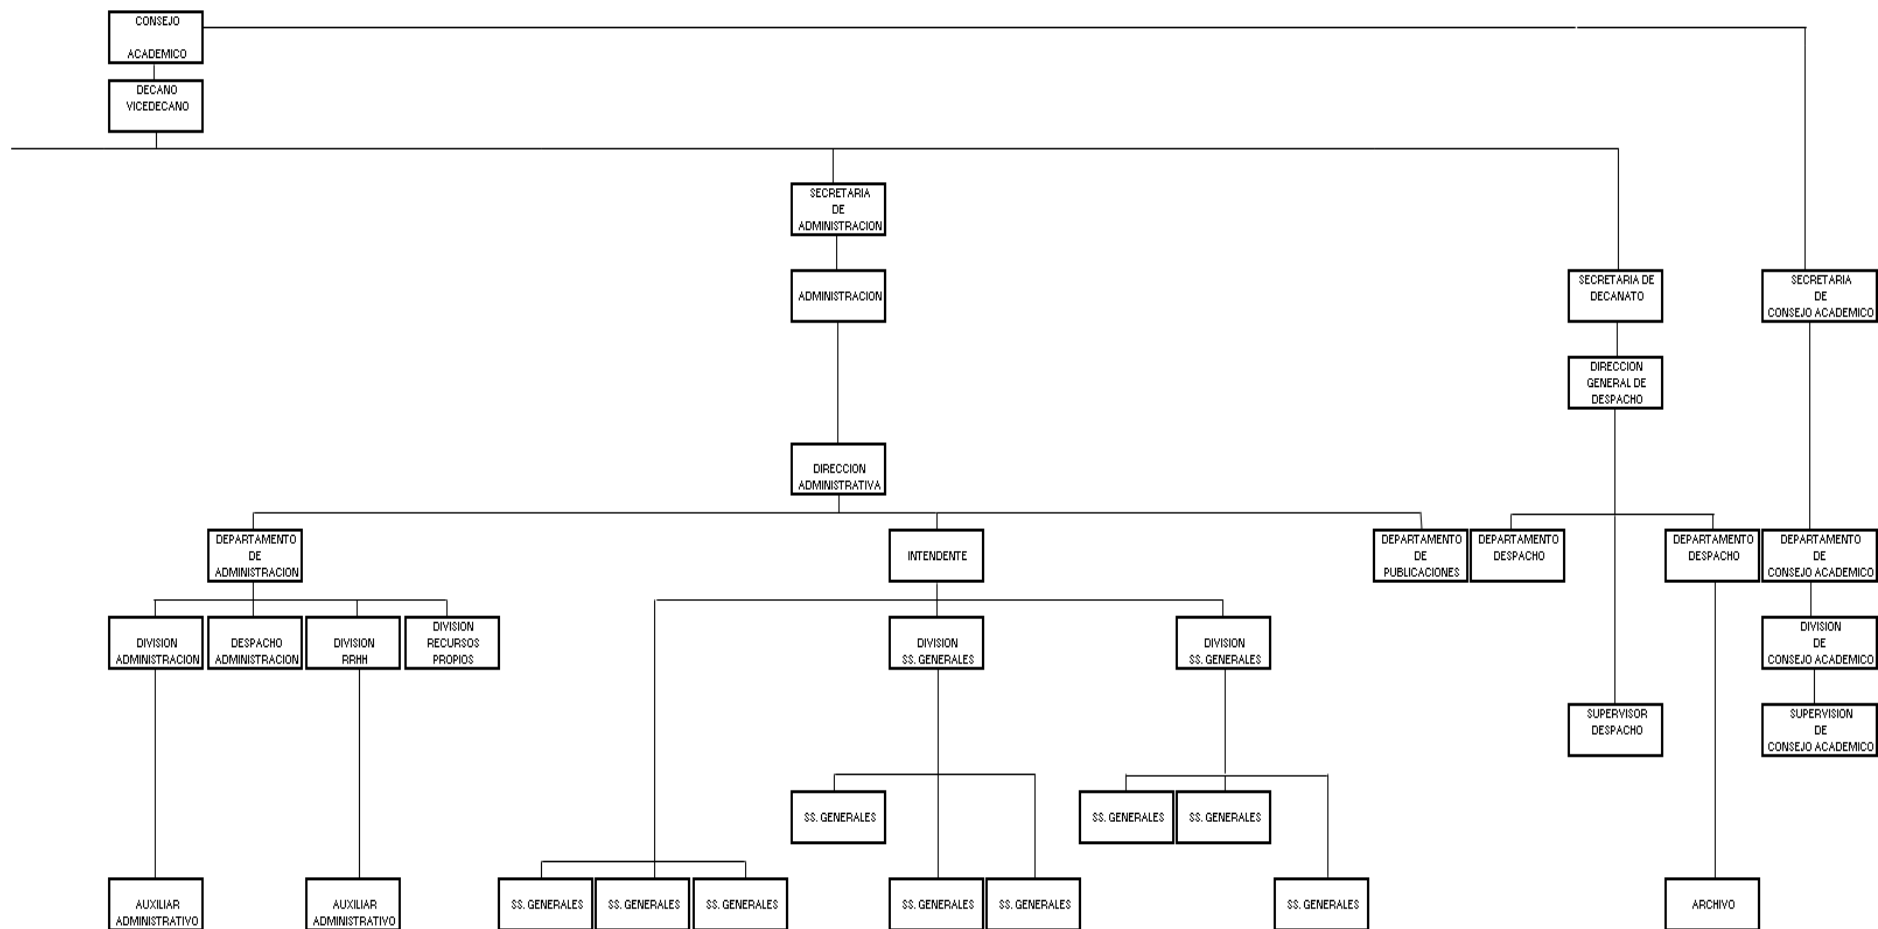 CONSEJO
ACADEMICO
DECANO
VICEDECANO
SECRETARIA
DE
ADMINISTRACION
ADMINISTRACION
SECRETARIA DE
DECANATO
SECRETARIA
DE
CONSEJO ACADEMICO
DIRECCION
GENERAL DE
DESPACHO
DIRECCION
ADMINISTRATIVA
DEPARTAMENTO
DE
ADMINISTRACION
INTENDENTE
DEPARTAMENTO
DE
PUBLICACIONES
DEPARTAMENTO
DESPACHO
DEPARTAMENTO
DESPACHO
DEPARTAMENTO
DE
CONSEJO ACADEMICO
DIVISION
ADMINISTRACION
DESPACHO
ADMINISTRACION
DIVISION
RRHH
DIVISION
RECURSOS
PROPIOS
DIVISION
SS. GENERALES
DIVISION
SS. GENERALES
DIVISION
DE
CONSEJO ACADEMICO
SUPERVISOR
DESPACHO
SUPERVISION
DE
CONSEJO ACADEMICO
SS. GENERALES
SS. GENERALES
SS. GENERALES
AUXILIAR
ADMINISTRATIVO
AUXILIAR
ADMINISTRATIVO
SS. GENERALES
SS. GENERALES
SS. GENERALES
SS. GENERALES
SS. GENERALES
SS. GENERALES
ARCHIVO